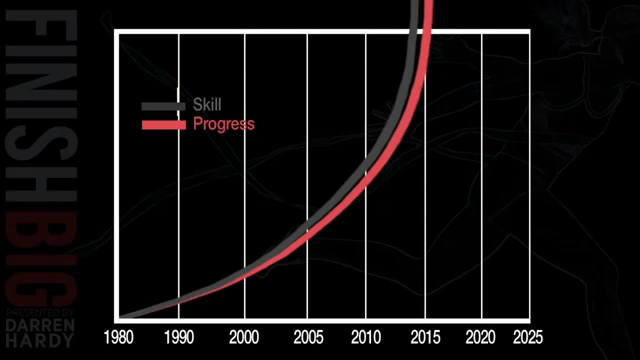 FINISH BIG
PRESENTED BY
DARREN
HARDY
Skill
Progress
1980 1990 2000 2005 2010 2015 2020 2025